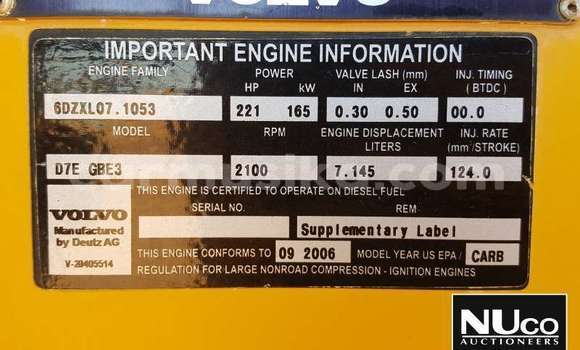 VOLVO
IMPORTANT ENGINE INFORMATION
ENGINE FAMILY POWER VALVE LASH (mm) INJ. TIMING
HP kW IN EX ( BTDC )
6DZXL07.1053 221 165 0.30 0.50 00.0
MODEL RPM ENGINE DISPLACEMENT INJ. RATE
LITERS (mm³/STROKE)
D7E GBE3 2100 7.145 124.0
THIS ENGINE IS CERTIFIED TO OPERATE ON DIESEL FUEL
SERIAL NO. REM
VOLVO Supplementary Label
Manufactured
by Deutz AG
V-20405514
THIS ENGINE CONFORMS TO 09 2006 MODEL YEAR US EPA / CARB
REGULATION FOR LARGE NONROAD COMPRESSION - IGNITION ENGINES
NUco
AUCTIONEERS